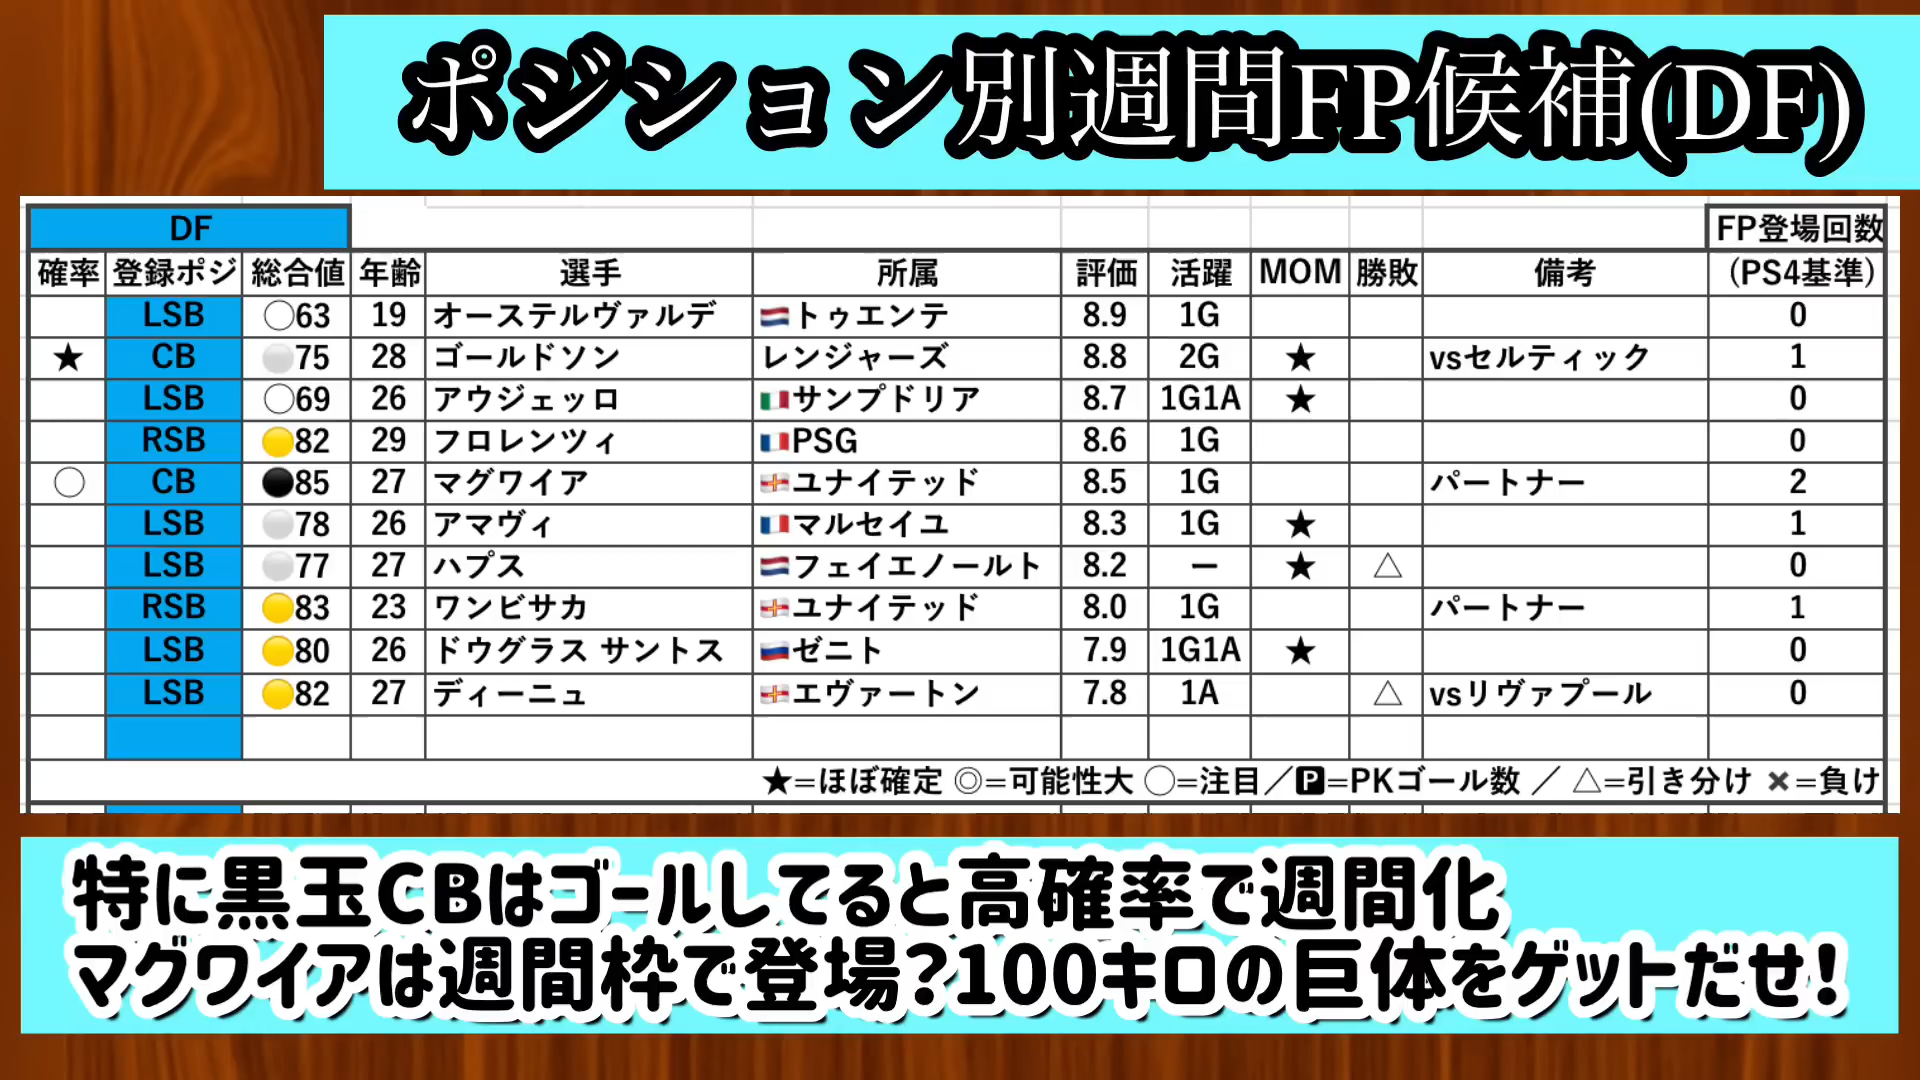 ポジション別週間FP候補(DF)
DF FP登場回数
確率 登録ポジ 総合値 年齢 選手 所属 評価 活躍 MOM 勝敗 備考 (PS4基準)
LSB ○63 19 オーステルヴァルデ 🇳🇱トゥエンテ 8.9 1G 0
★ CB ⚪75 28 ゴールドソン レンジャーズ 8.8 2G ★ vsセルティック 1
LSB ○69 26 アウジェッロ 🇮🇹サンプドリア 8.7 1G1A ★ 0
RSB 🟡82 29 フロレンツィ 🇫🇷PSG 8.6 1G 0
○ CB ⚫85 27 マグワイア 🏴󠁧󠁢󠁥󠁮󠁧󠁿ユナイテッド 8.5 1G パートナー 2
LSB ⚪78 26 アマヴィ 🇫🇷マルセイユ 8.3 1G ★ 1
LSB ⚪77 27 ハプス 🇳🇱フェイエノールト 8.2 ー ★ △ 0
RSB 🟡83 23 ワンビサカ 🏴󠁧󠁢󠁥󠁮󠁧󠁿ユナイテッド 8.0 1G パートナー 1
LSB 🟡80 26 ドウグラス サントス 🇷🇺ゼニト 7.9 1G1A ★ 0
LSB 🟡82 27 ディーニュ 🏴󠁧󠁢󠁥󠁮󠁧󠁿エヴァートン 7.8 1A △ vsリヴァプール 0
★=ほぼ確定 ◎=可能性大 ○=注目／🅿=PKゴール数 ／ △=引き分け ✖=負け
特に黒玉CBはゴールしてると高確率で週間化
マグワイアは週間枠で登場?100キロの巨体をゲットだせ!